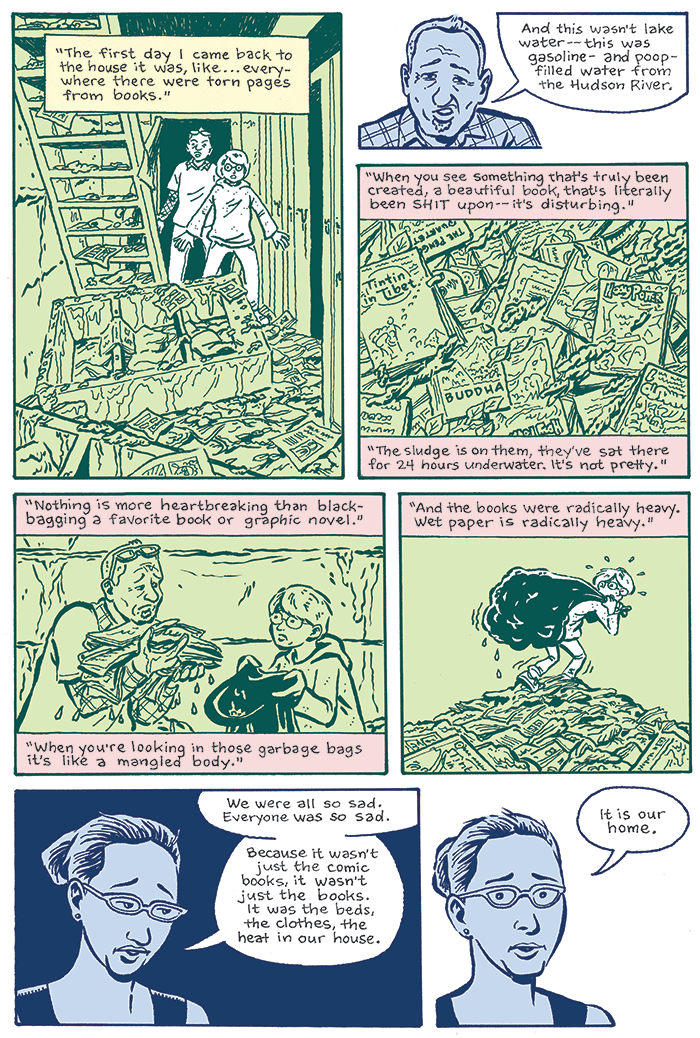 "The first day I came back to
the house it was, like...every-
where there were torn pages
from books."
And this wasn't lake
water--this was
gasoline- and poop-
filled water from
the Hudson River.
"When you see something that's truly been
created, a beautiful book, that's literally
been SHIT upon--it's disturbing."
Tintin
in Tibet
BUDDHA
"The sludge is on them, they've sat there
for 24 hours underwater. It's not pretty."
"Nothing is more heartbreaking than black-
bagging a favorite book or graphic novel."
"When you're looking in those garbage bags
it's like a mangled body."
"And the books were radically heavy.
Wet paper is radically heavy."
We were all so sad.
Everyone was so sad.
Because it wasn't
just the comic
books, it wasn't
just the books.
It was the beds,
the clothes, the
heat in our house.
It is our
home.